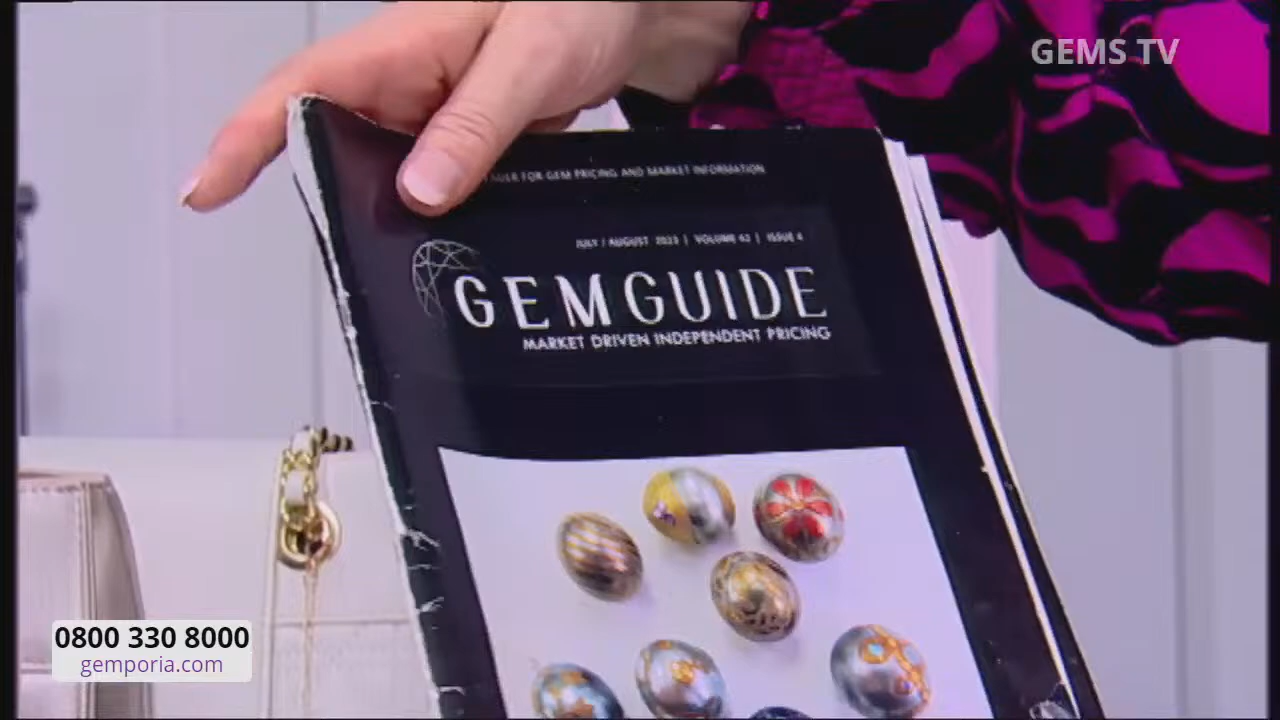 GEMS TV
FOR GEM PRICING AND MARKET INFORMATION
JULY / AUGUST 2023 | VOLUME 42 | ISSUE 4
GEMGUIDE
MARKET DRIVEN INDEPENDENT PRICING
0800 330 8000
gemporia.com